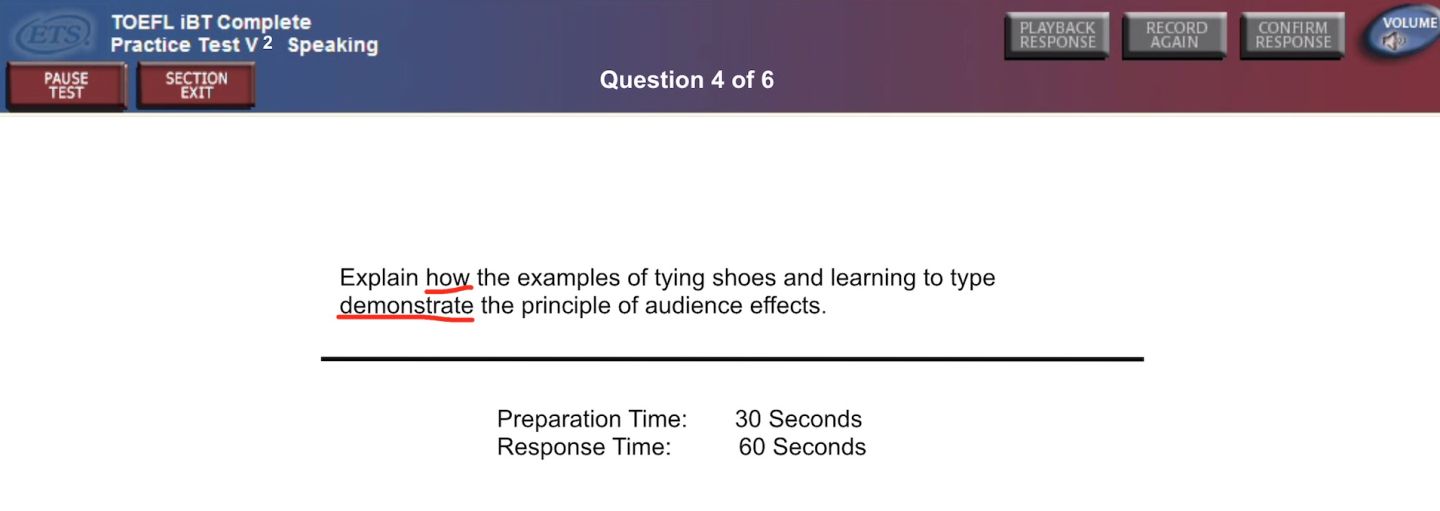 ETS
TOEFL iBT Complete
Practice Test V 2 Speaking
PLAYBACK
RESPONSE
RECORD
AGAIN
CONFIRM
RESPONSE
VOLUME
PAUSE
TEST
SECTION
EXIT
Question 4 of 6
Explain how the examples of tying shoes and learning to type
demonstrate the principle of audience effects.
Preparation Time: 30 Seconds
Response Time: 60 Seconds